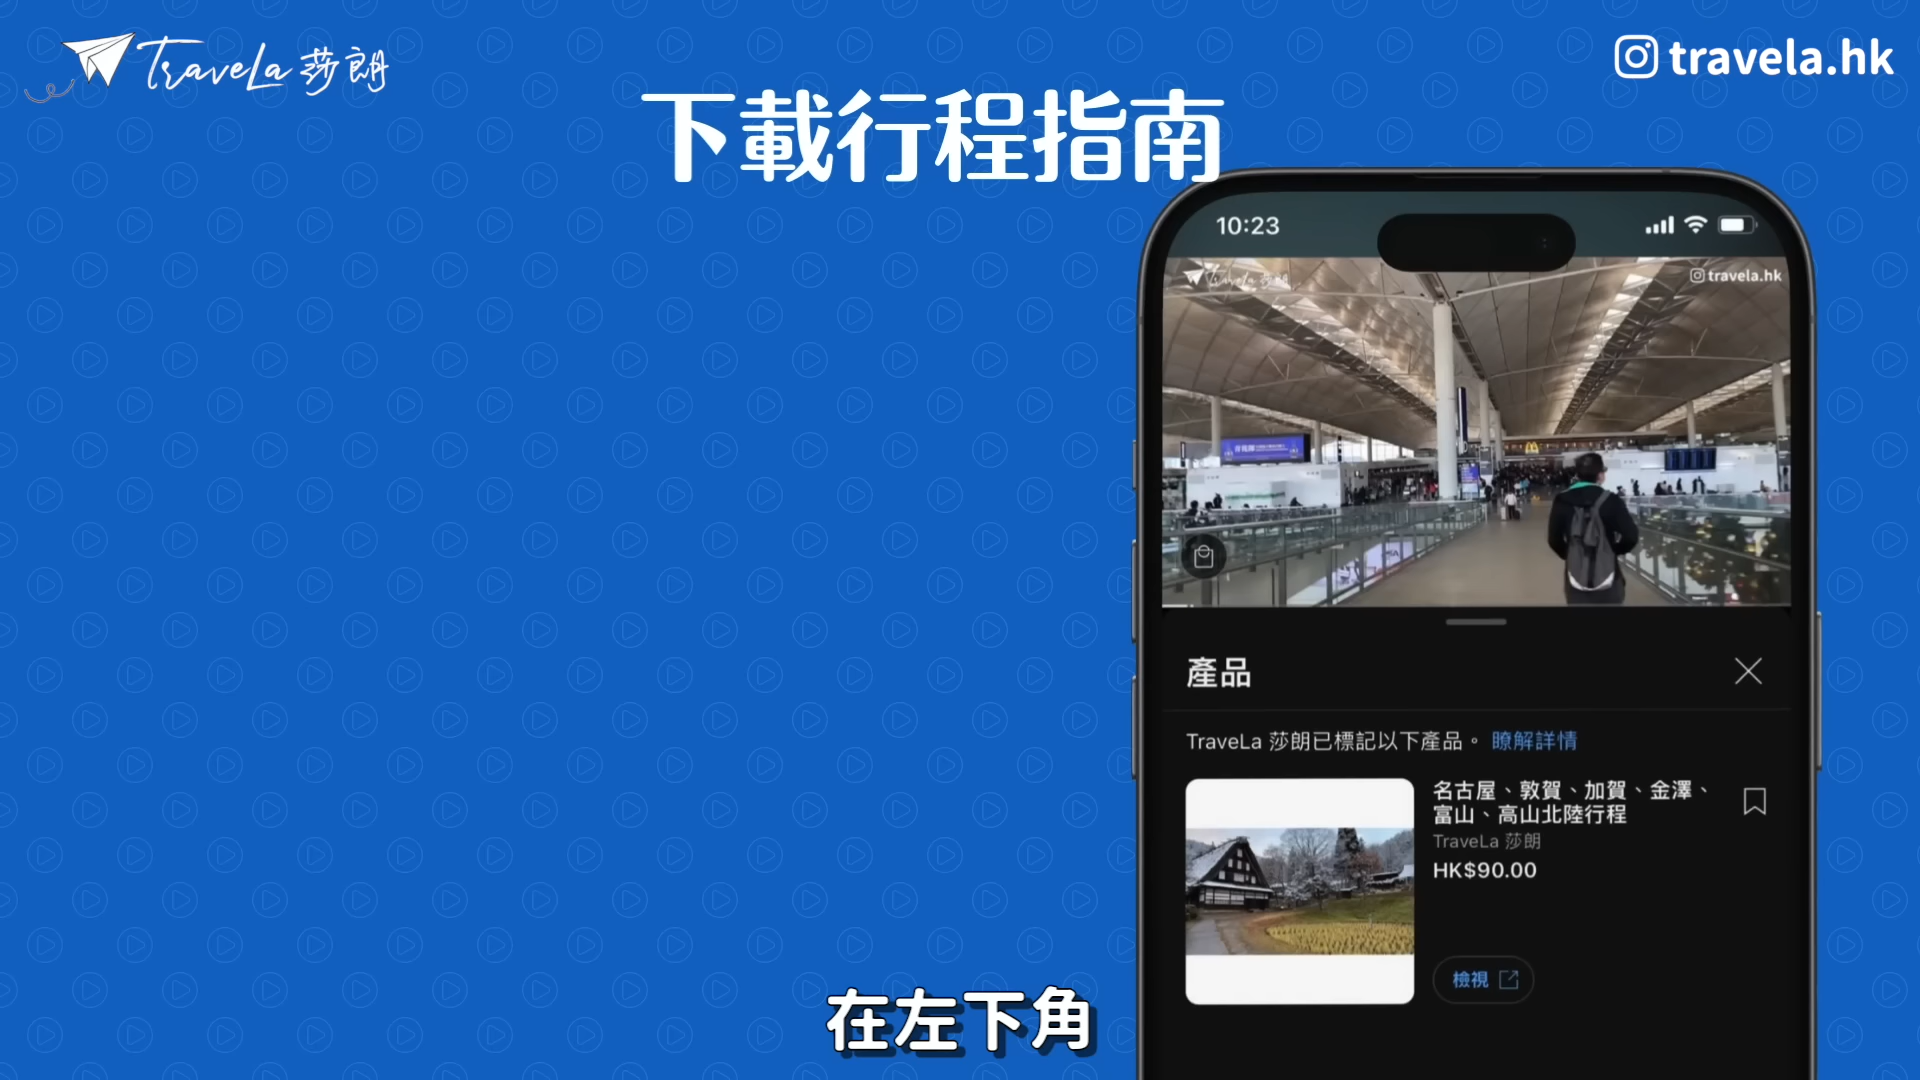 TraveLa 莎朗
travela.hk
下載行程指南
10:23
TraveLa 莎朗
travela.hk
產品
TraveLa 莎朗已標記以下產品。 瞭解詳情
名古屋、敦賀、加賀、金澤、
富山、高山北陸行程
TraveLa 莎朗
HK$90.00
檢視
在左下角